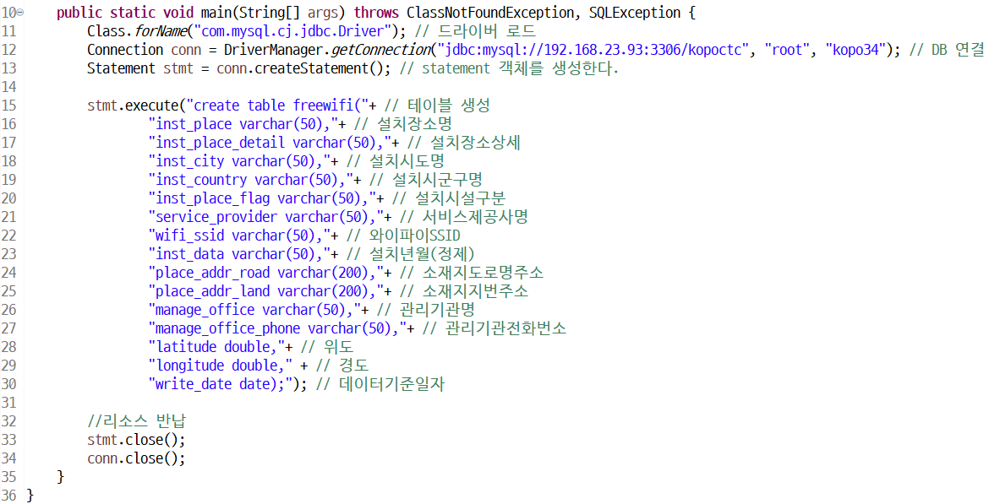 10 public static void main(String[] args) throws ClassNotFoundException, SQLException {
11 Class.forName("com.mysql.cj.jdbc.Driver"); // 드라이버 로드
12 Connection conn = DriverManager.getConnection("jdbc:mysql://192.168.23.93:3306/kopoctc", "root", "kopo34"); // DB 연결
13 Statement stmt = conn.createStatement(); // statement 객체를 생성한다.
14
15 stmt.execute("create table freewifi("+ // 테이블 생성
16 "inst_place varchar(50),"+ // 설치장소명
17 "inst_place_detail varchar(50),"+ // 설치장소상세
18 "inst_city varchar(50),"+ // 설치시도명
19 "inst_country varchar(50),"+ // 설치시군구명
20 "inst_place_flag varchar(50),"+ // 설치시설구분
21 "service_provider varchar(50),"+ // 서비스제공사명
22 "wifi_ssid varchar(50),"+ // 와이파이SSID
23 "inst_data varchar(50),"+ // 설치년월(정제)
24 "place_addr_road varchar(200),"+ // 소재지도로명주소
25 "place_addr_land varchar(200),"+ // 소재지지번주소
26 "manage_office varchar(50),"+ // 관리기관명
27 "manage_office_phone varchar(50),"+ // 관리기관전화번소
28 "latitude double,"+ // 위도
29 "longitude double," + // 경도
30 "write_date date);"); // 데이터기준일자
31
32 //리소스 반납
33 stmt.close();
34 conn.close();
35 }
36 }